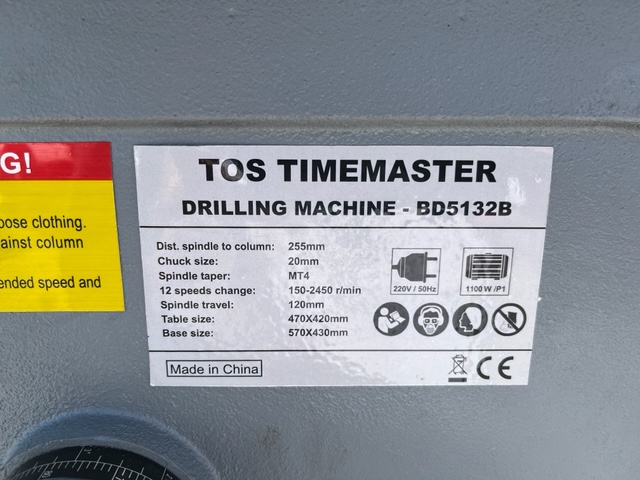 G!
oose clothing.
ainst column
ended speed and
TOS TIMEMASTER
DRILLING MACHINE - BD5132B
Dist. spindle to column: 255mm
Chuck size: 20mm
Spindle taper: MT4
12 speeds change: 150-2450 r/min
Spindle travel: 120mm
Table size: 470X420mm
Base size: 570X430mm
220V / 50Hz
1100 W /P1
Made in China
CE